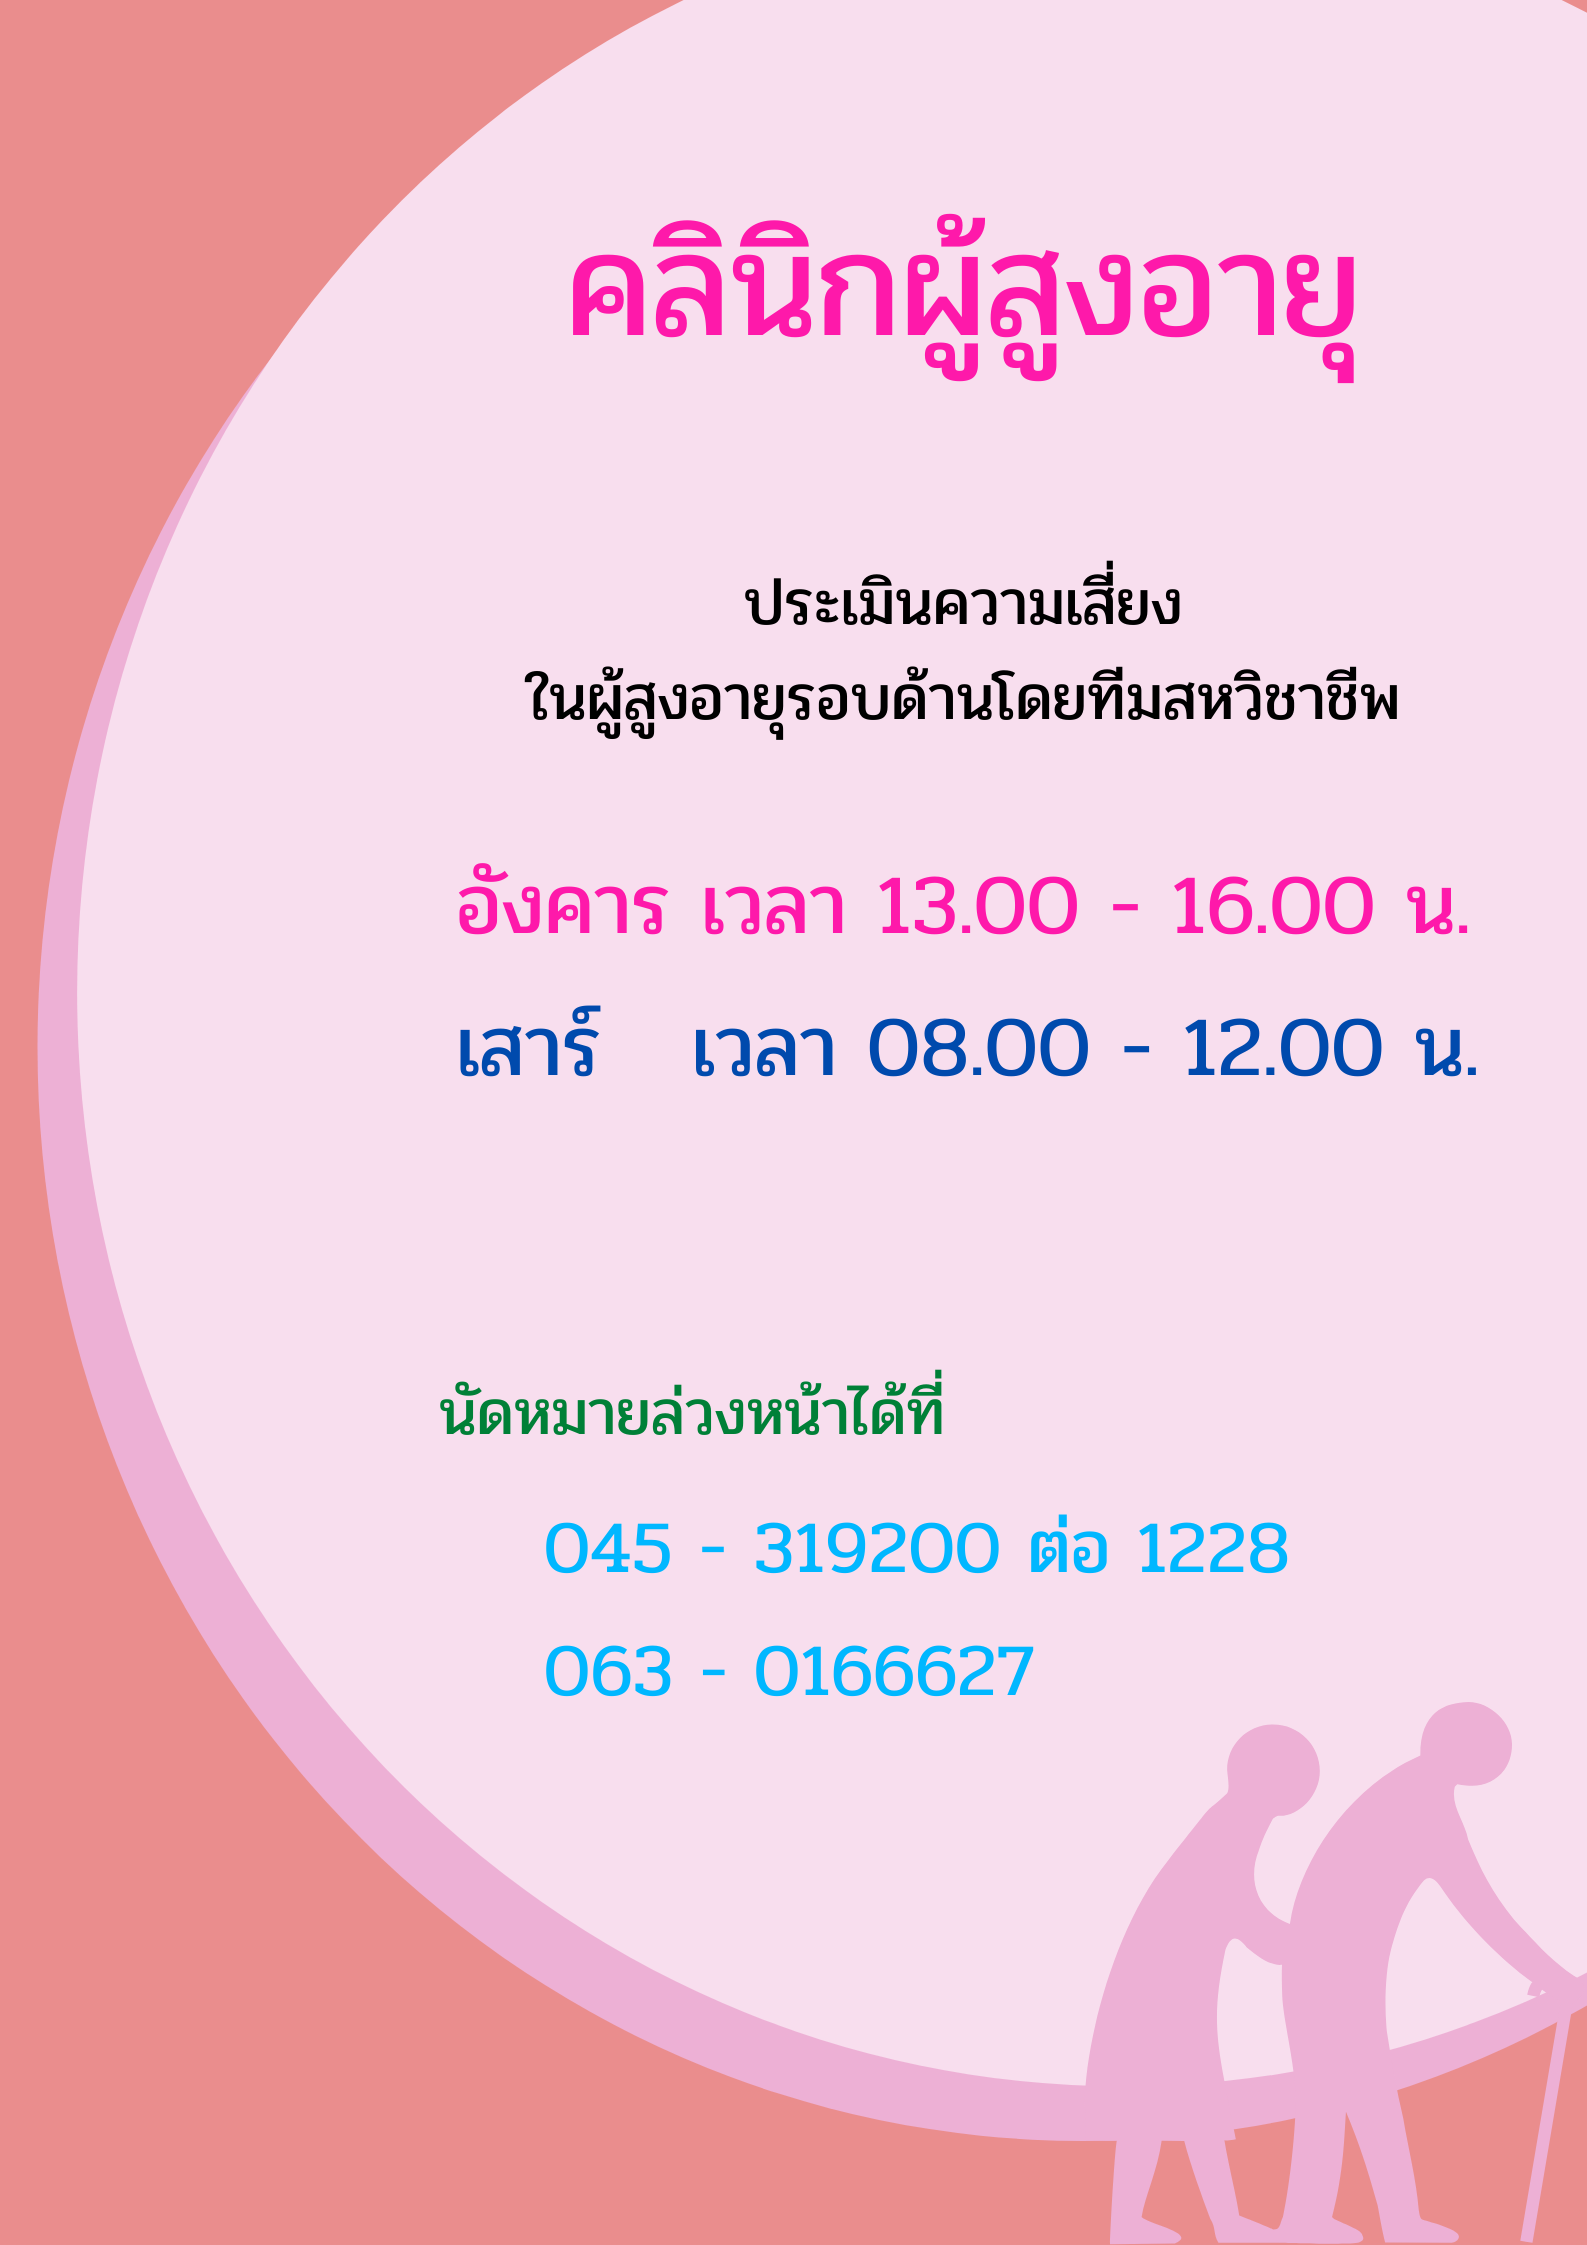 คลินิกผู้สูงอายุ
ประเมินความเสี่ยง
ในผู้สูงอายุรอบด้านโดยทีมสหวิชาชีพ
อังคาร เวลา 13.00 - 16.00 น.
เสาร์ เวลา 08.00 - 12.00 น.
นัดหมายล่วงหน้าได้ที่
045 - 319200 ต่อ 1228
063 - 0166627